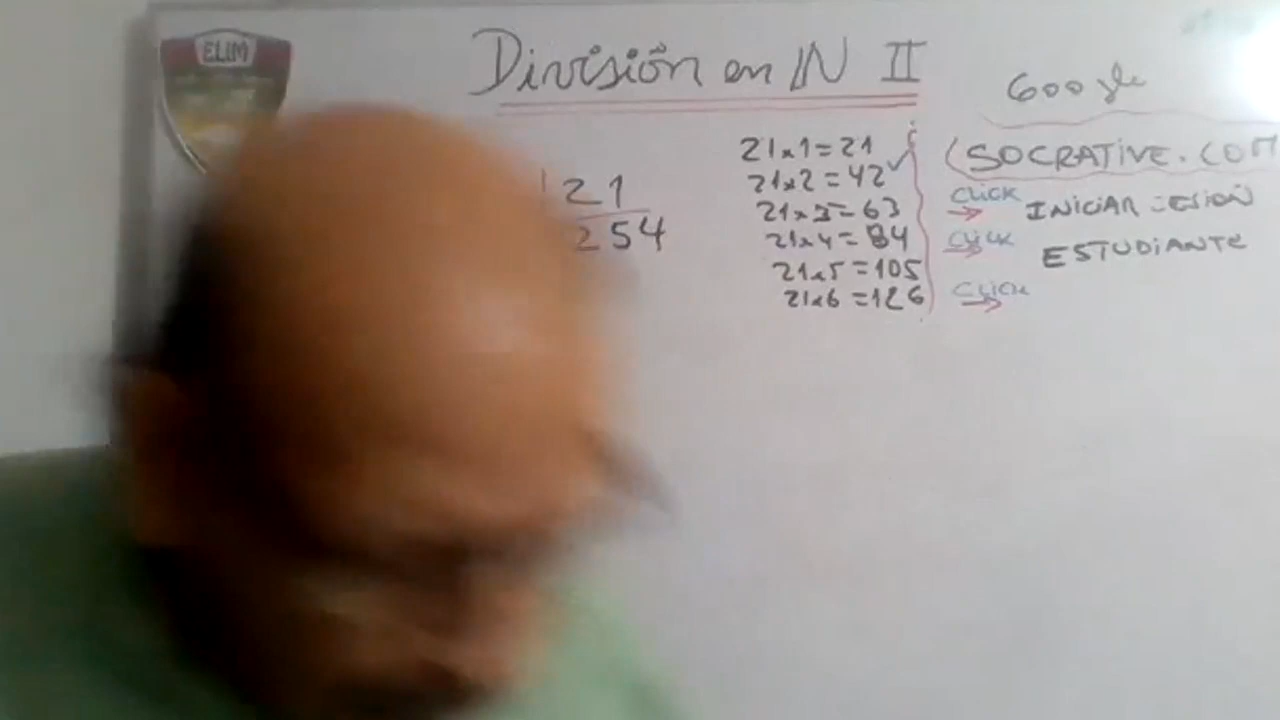 ELIM
División en IN II
21
254
21x1=21
21x2=42
21x3=63
21x4=84
21x5=105
21x6=126
Google
SOCRATIVE.COM
CLICK INICIAR SESIÓN
CLICK ESTUDIANTE
CLICK